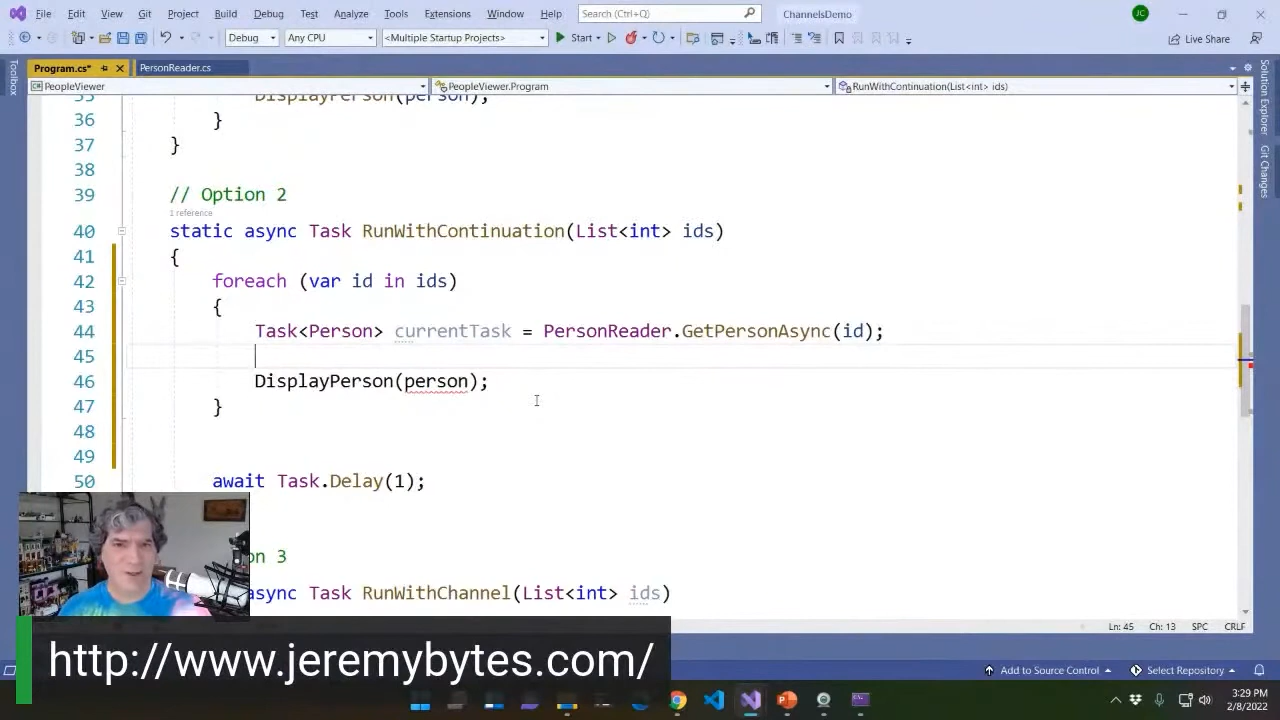 File Edit View Git Project Build Debug Test Analyze Tools Extensions Window Help Search (Ctrl+Q) ChannelsDemo JC
Debug Any CPU <Multiple Startup Projects> Start Live Share
Program.cs* PersonReader.cs
PeopleViewer PeopleViewer.Program RunWithContinuation(List<int> ids)
Toolbox
Solution Explorer
Git Changes
35 DisplayPerson(person);
36 }
37 }
38
39 // Option 2
1 reference
40 static async Task RunWithContinuation(List<int> ids)
41 {
42 foreach (var id in ids)
43 {
44 Task<Person> currentTask = PersonReader.GetPersonAsync(id);
45
46 DisplayPerson(person);
47 }
48
49
50 await Task.Delay(1);
on 3
async Task RunWithChannel(List<int> ids)
Ln: 45 Ch: 13 SPC CRLF
http://www.jeremybytes.com/
Add to Source Control Select Repository
3:29 PM
2/8/2022